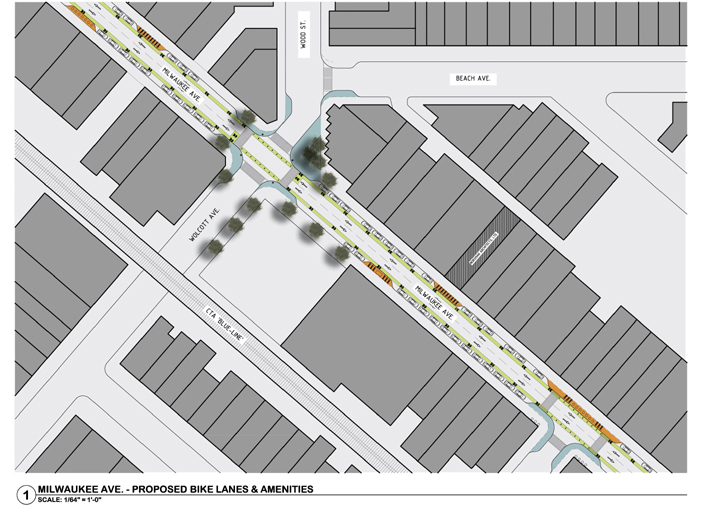 WOOD ST.
BEACH AVE.
MILWAUKEE AVE.
WOLCOTT AVE.
CTA 'BLUE-LINE'
MILWAUKEE AVE.
1 MILWAUKEE AVE. - PROPOSED BIKE LANES & AMENITIES
SCALE: 1/64" = 1'-0"